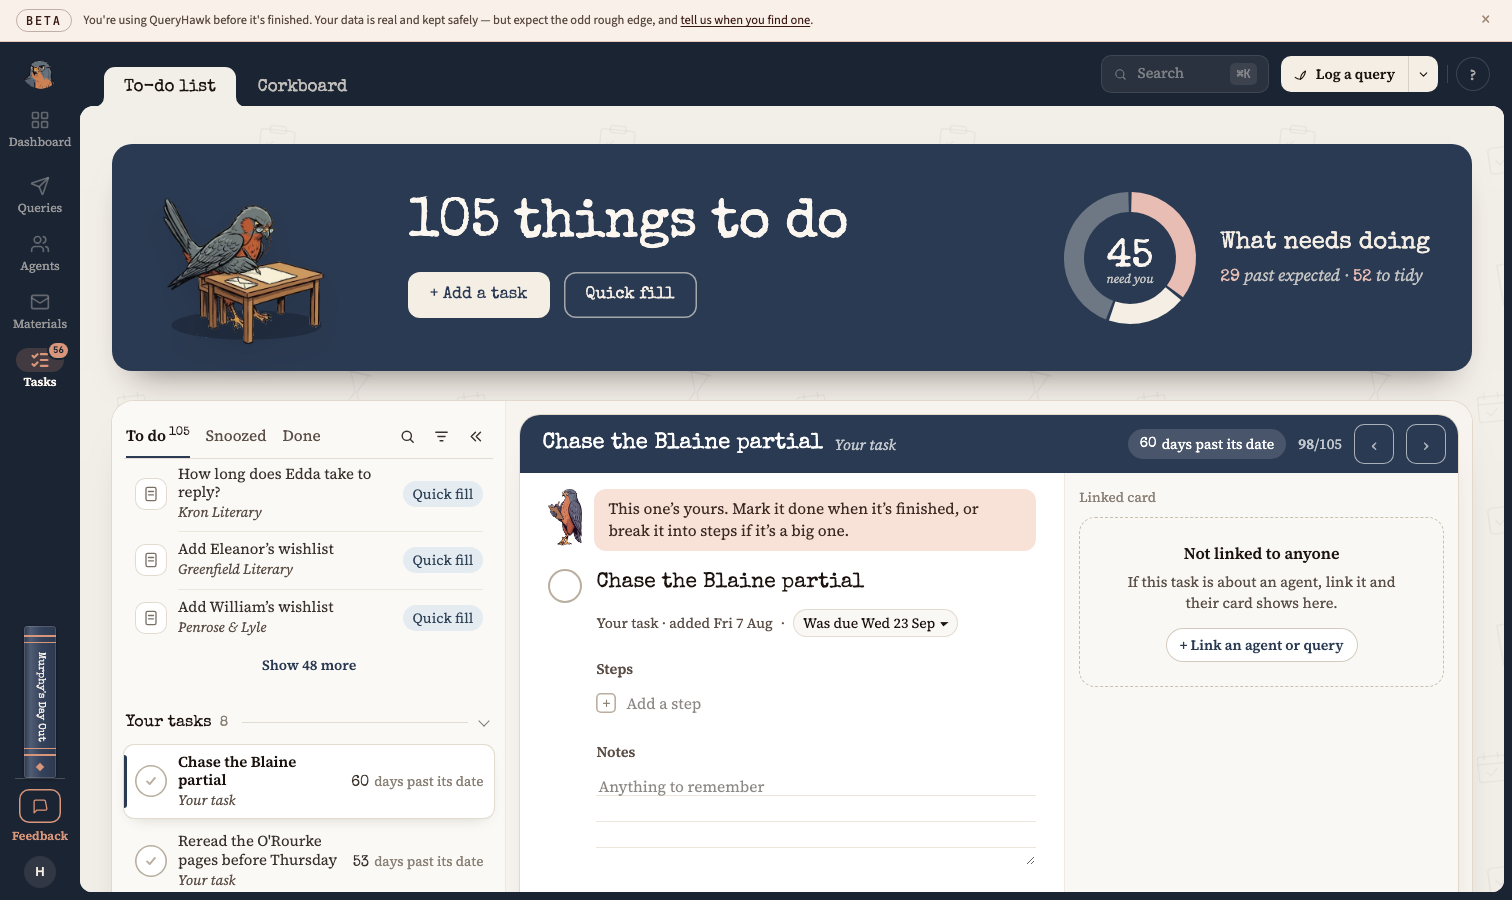 BETA You're using QueryHawk before it's finished. Your data is real and kept safely — but expect the odd rough edge, and tell us when you find one. ×
To-do list
Corkboard
Search ⌘K
Log a query
?
Dashboard
Queries
Agents
Materials
56
Tasks
Murphy's Day Out
Feedback
H
105 things to do
+ Add a task
Quick fill
45
need you
What needs doing
29 past expected · 52 to tidy
To do 105
Snoozed
Done
How long does Edda take to
reply?
Kron Literary
Quick fill
Add Eleanor’s wishlist
Greenfield Literary
Quick fill
Add William’s wishlist
Penrose & Lyle
Quick fill
Show 48 more
Your tasks 8
Chase the Blaine
partial
Your task
60 days past its date
Reread the O'Rourke
pages before Thursday
Your task
53 days past its date
Chase the Blaine partial Your task
60 days past its date
98/105
‹
›
This one’s yours. Mark it done when it’s finished, or
break it into steps if it’s a big one.
Chase the Blaine partial
Your task · added Fri 7 Aug · Was due Wed 23 Sep
Steps
+ Add a step
Notes
Anything to remember
Linked card
Not linked to anyone
If this task is about an agent, link it and
their card shows here.
+ Link an agent or query